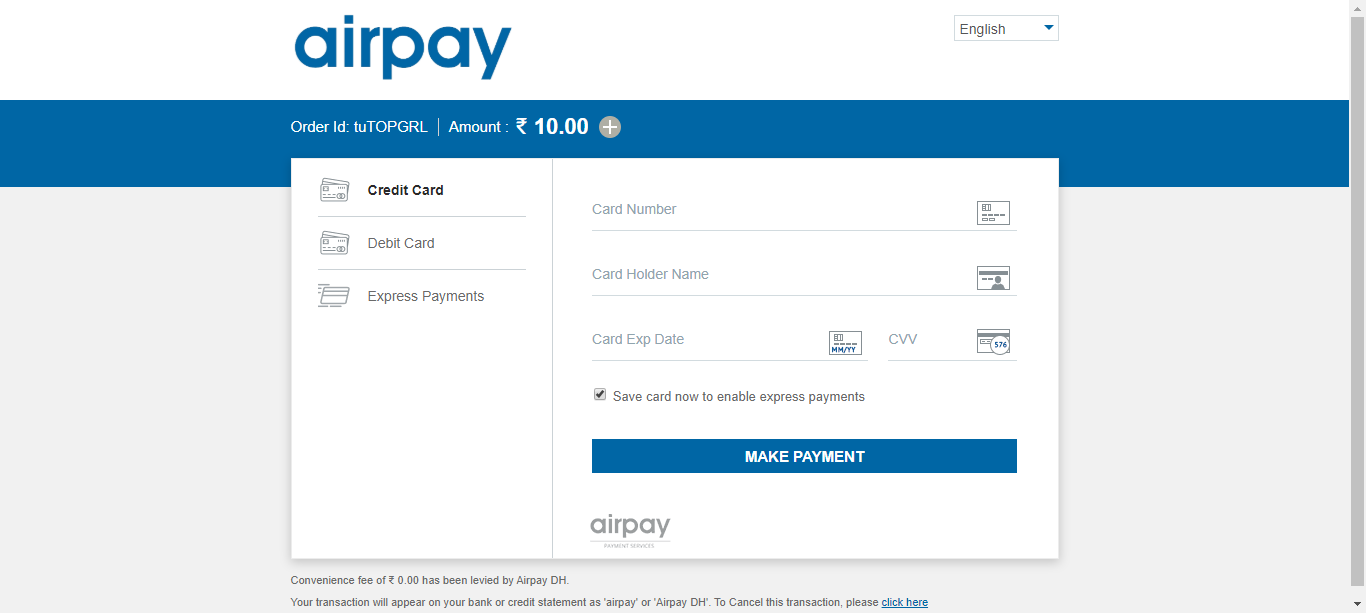 airpay
English
Order Id: tuTOPGRL | Amount : ₹ 10.00
Credit Card
Debit Card
Express Payments
Card Number
Card Holder Name
Card Exp Date
MM/YY
CVV
576
Save card now to enable express payments
MAKE PAYMENT
airpay
PAYMENT SERVICES
Convenience fee of ₹ 0.00 has been levied by Airpay DH.
Your transaction will appear on your bank or credit statement as 'airpay' or 'Airpay DH'. To Cancel this transaction, please click here